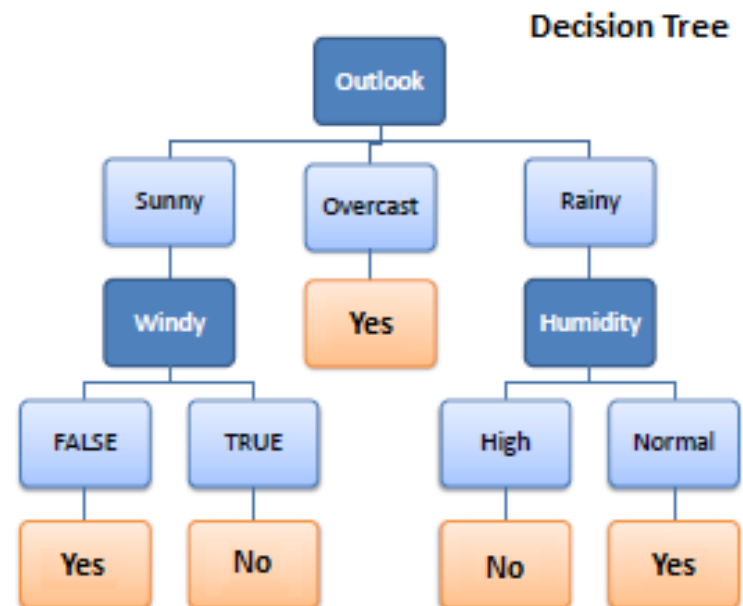 Decision Tree
Outlook
Sunny
Overcast
Rainy
Windy
Yes
Humidity
FALSE
TRUE
High
Normal
Yes
No
No
Yes